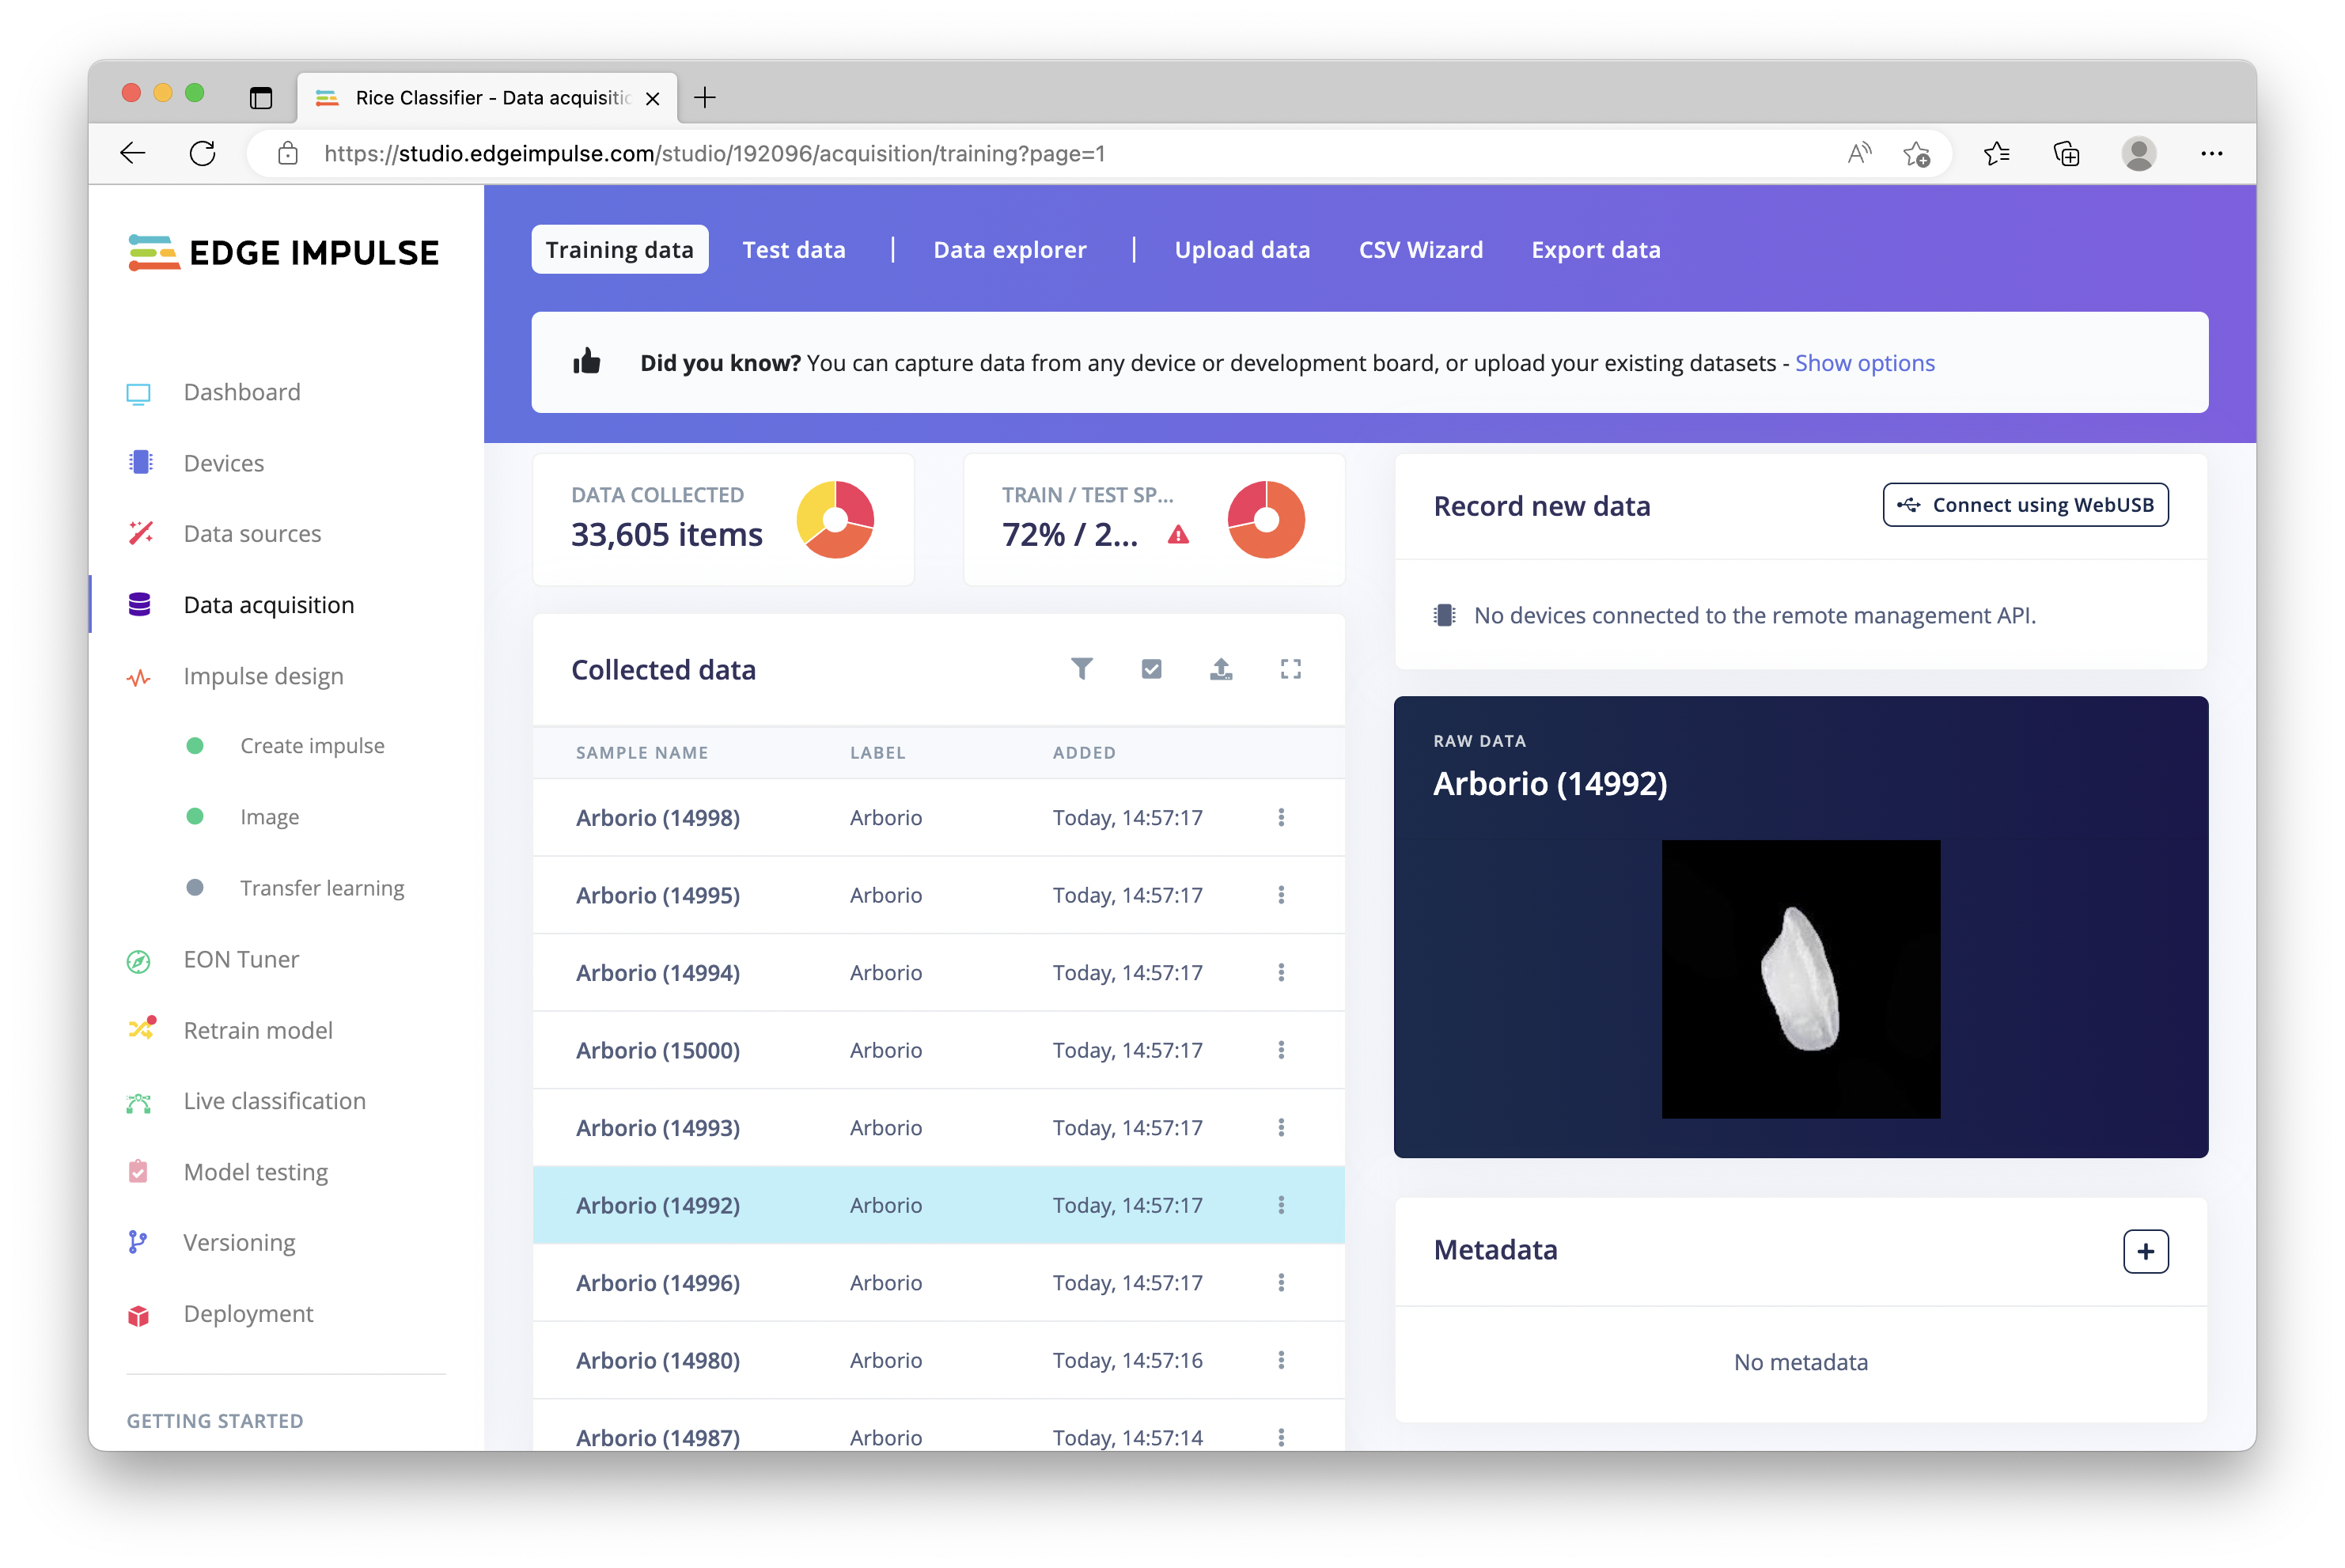 Rice Classifier - Data acquisitio
https://studio.edgeimpulse.com/studio/192096/acquisition/training?page=1
EDGE IMPULSE
Dashboard
Devices
Data sources
Data acquisition
Impulse design
Create impulse
Image
Transfer learning
EON Tuner
Retrain model
Live classification
Model testing
Versioning
Deployment
GETTING STARTED
Training data
Test data
Data explorer
Upload data
CSV Wizard
Export data
Did you know? You can capture data from any device or development board, or upload your existing datasets - Show options
DATA COLLECTED
33,605 items
TRAIN / TEST SP...
72% / 2...
Collected data
SAMPLE NAME LABEL ADDED
Arborio (14998) Arborio Today, 14:57:17
Arborio (14995) Arborio Today, 14:57:17
Arborio (14994) Arborio Today, 14:57:17
Arborio (15000) Arborio Today, 14:57:17
Arborio (14993) Arborio Today, 14:57:17
Arborio (14992) Arborio Today, 14:57:17
Arborio (14996) Arborio Today, 14:57:17
Arborio (14980) Arborio Today, 14:57:16
Arborio (14987) Arborio Today, 14:57:14
Record new data
Connect using WebUSB
No devices connected to the remote management API.
RAW DATA
Arborio (14992)
Metadata
No metadata